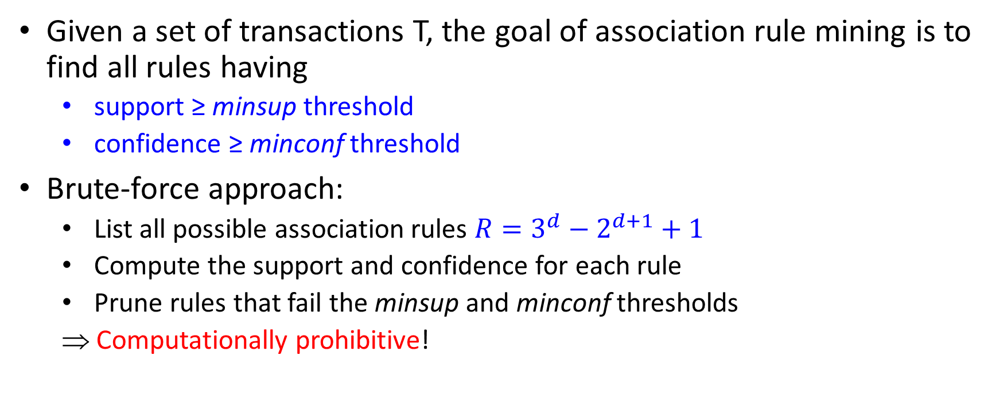 • Given a set of transactions T, the goal of association rule mining is to
find all rules having
• support ≥ minsup threshold
• confidence ≥ minconf threshold
• Brute-force approach:
• List all possible association rules R = 3^d − 2^{d+1} + 1
• Compute the support and confidence for each rule
• Prune rules that fail the minsup and minconf thresholds
⇒ Computationally prohibitive!